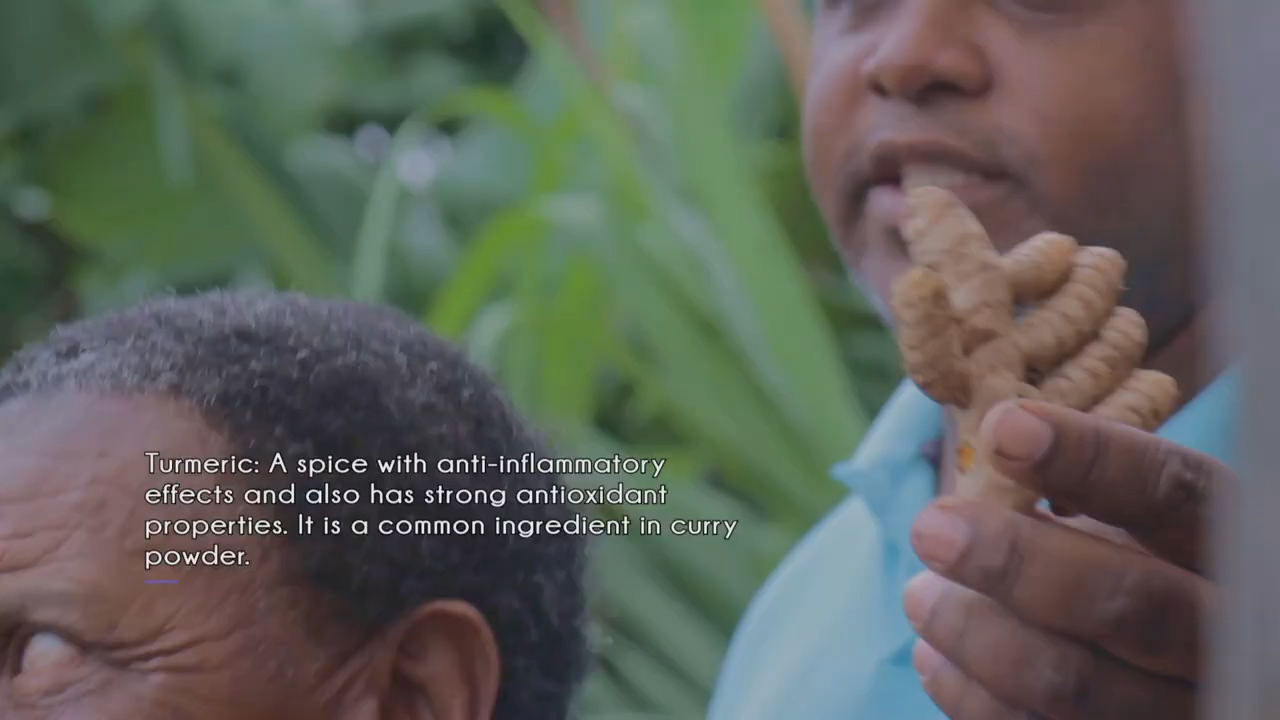 Turmeric: A spice with anti-inflammatory
effects and also has strong antioxidant
properties. It is a common ingredient in curry
powder.